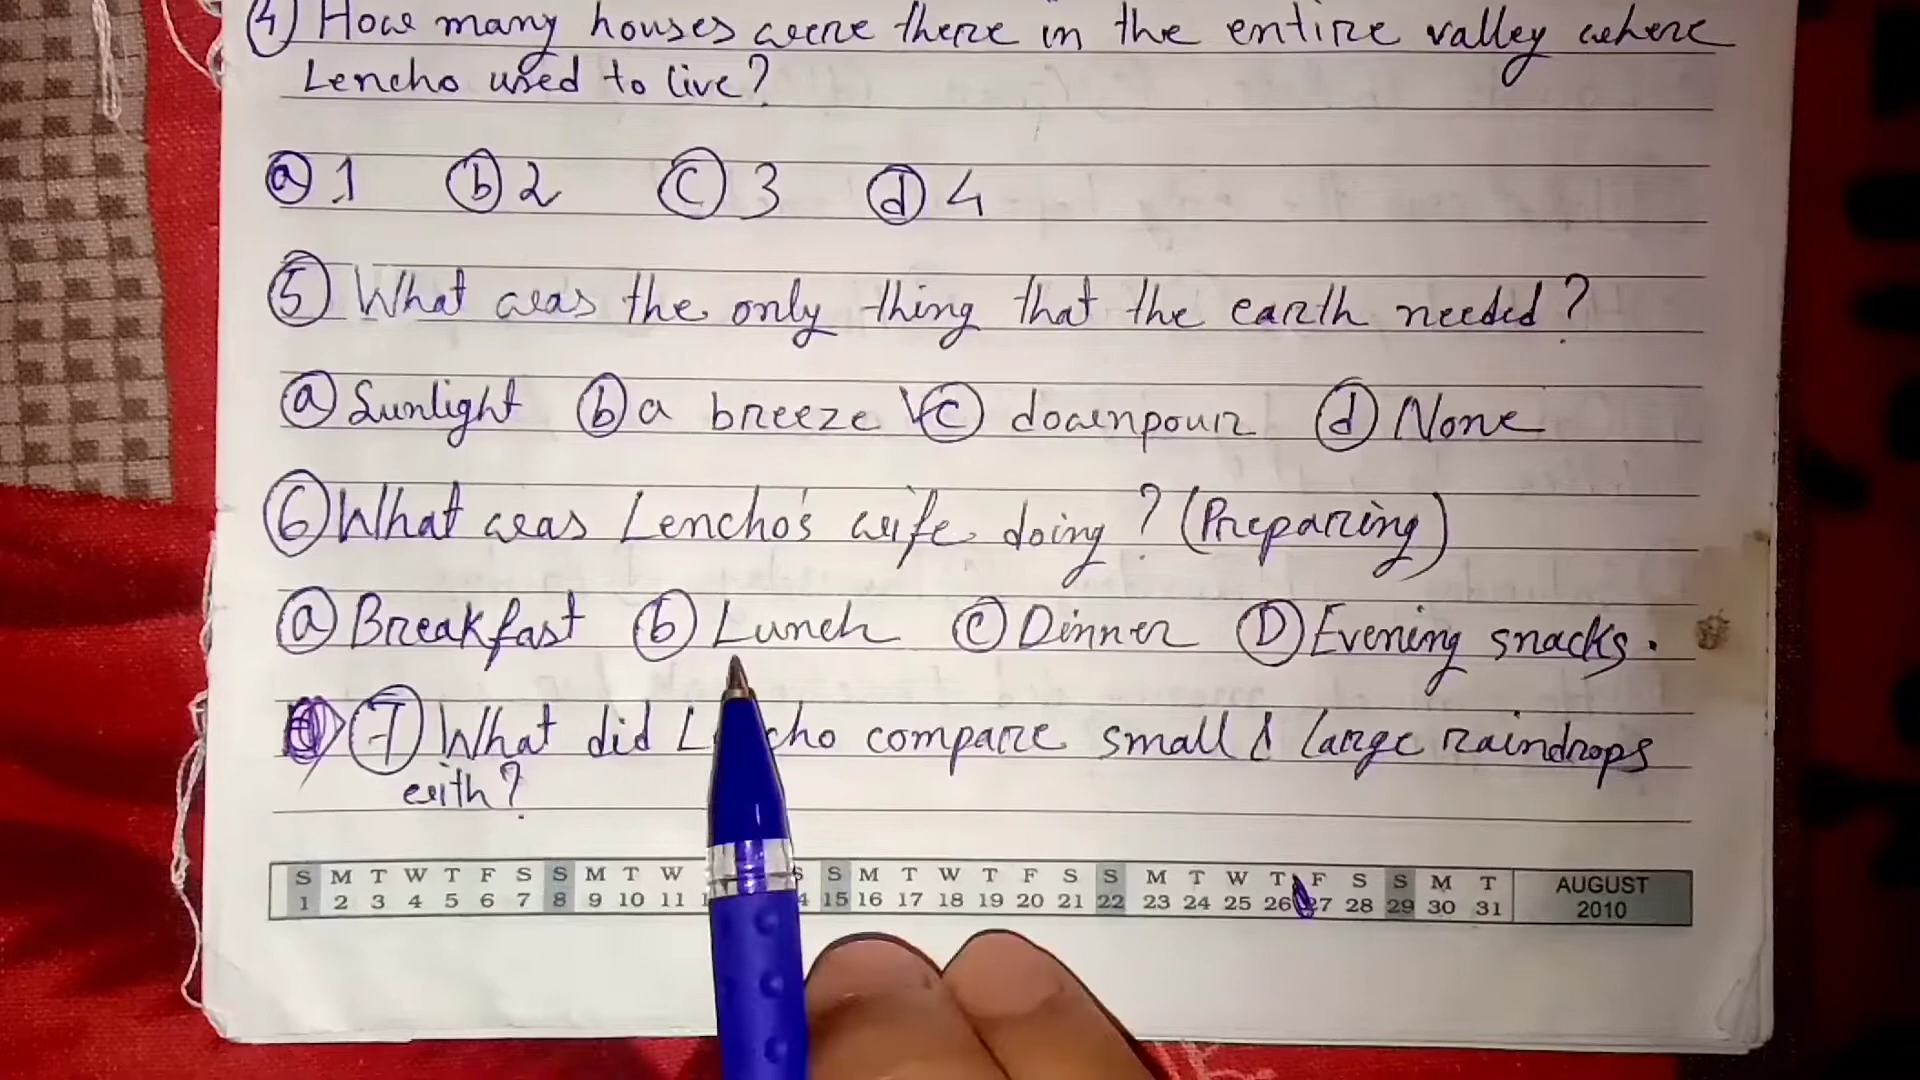 4) How many houses were there in the entire valley where
Lencho used to live?
a 1 b 2 c 3 d 4
5 What was the only thing that the earth needed?
a Sunlight b a breeze c downpour d None
6 What was Lencho's wife doing? (Preparing)
a Breakfast b Lunch c Dinner D Evening snacks.
7 What did L cho compare small & large raindrops
with?
S M T W T F S S M T W S S M T W T F S S M T W T F S S M T AUGUST
1 2 3 4 5 6 7 8 9 10 11 1 4 15 16 17 18 19 20 21 22 23 24 25 26 27 28 29 30 31 2010